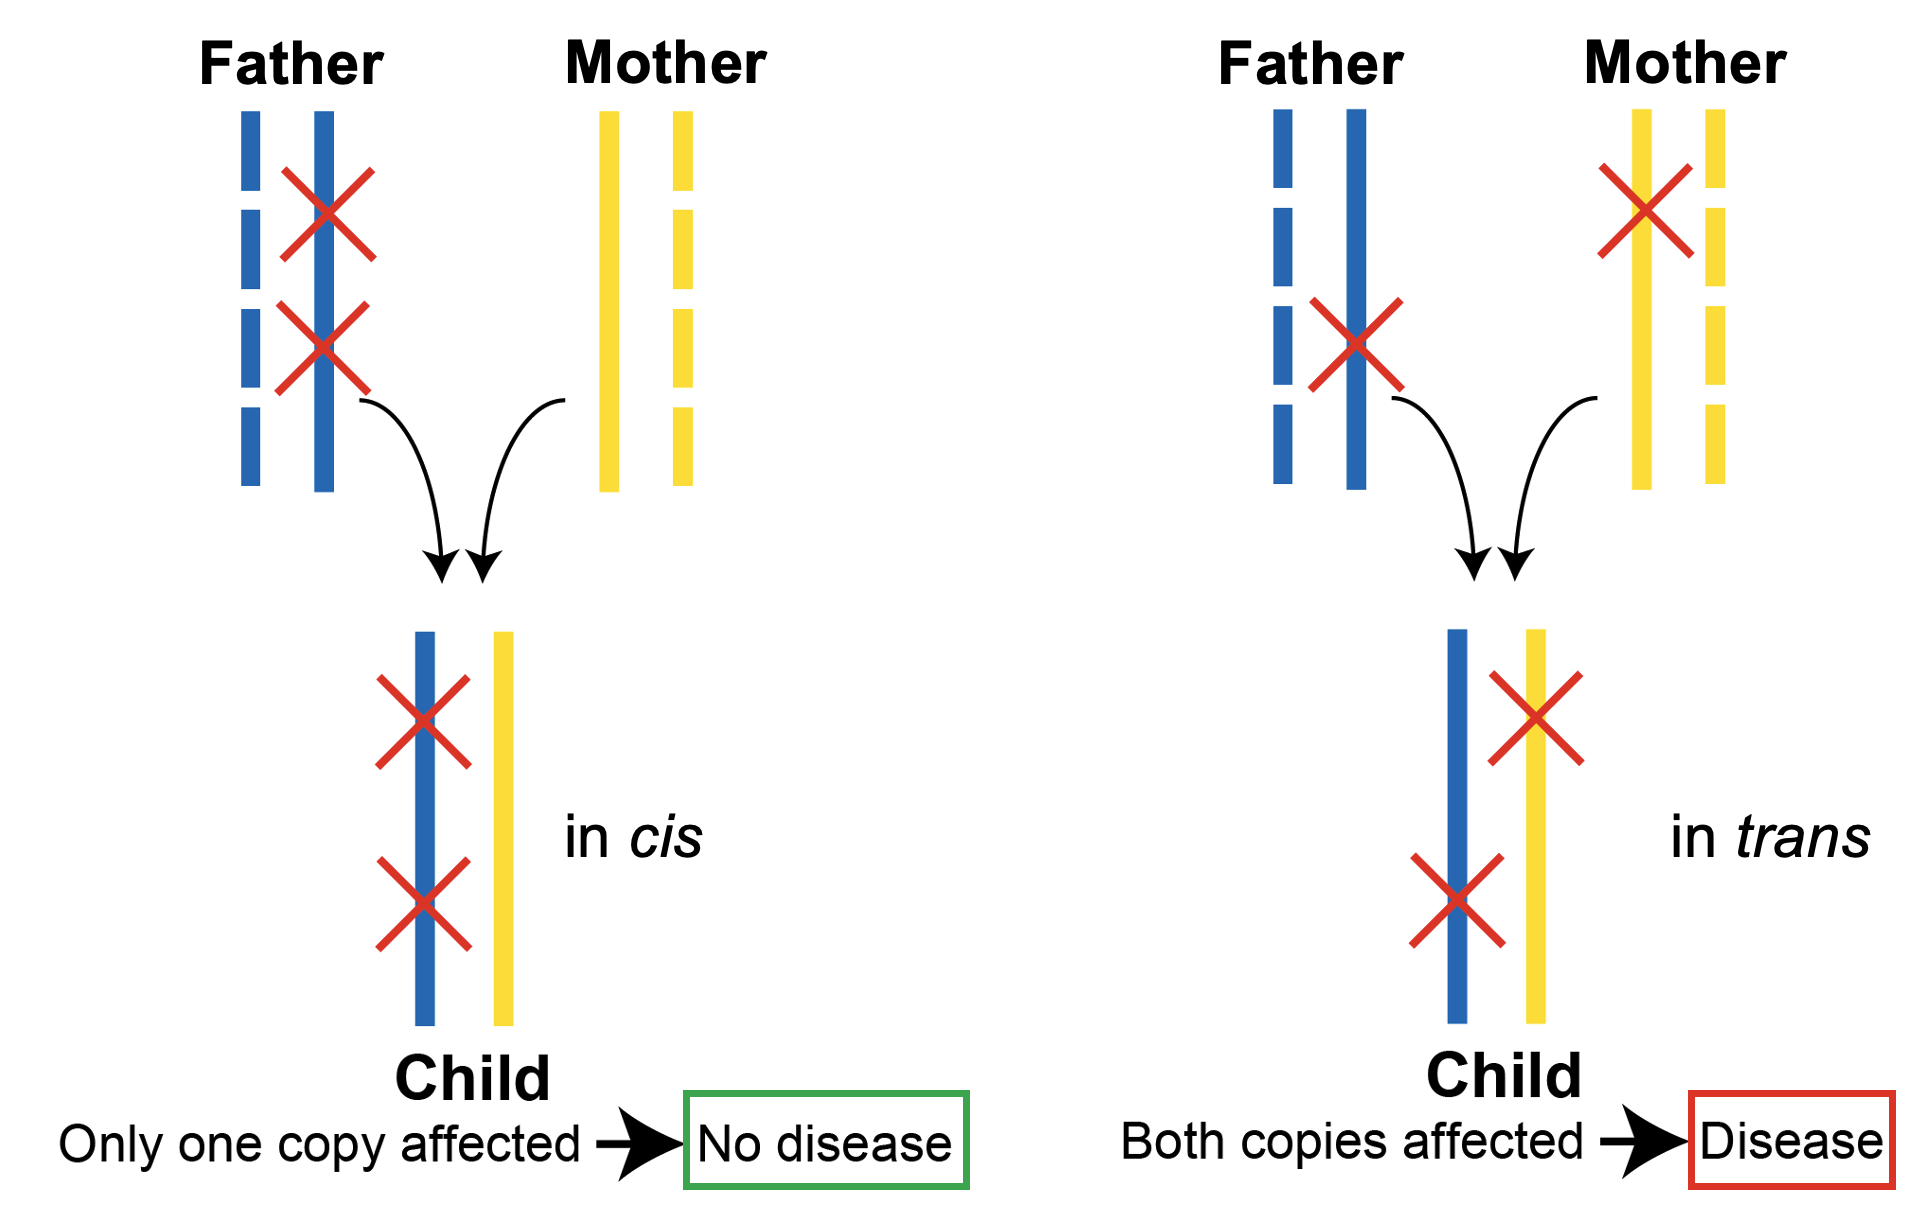 Father Mother
in cis
Child
Only one copy affected No disease
Father Mother
in trans
Child
Both copies affected Disease